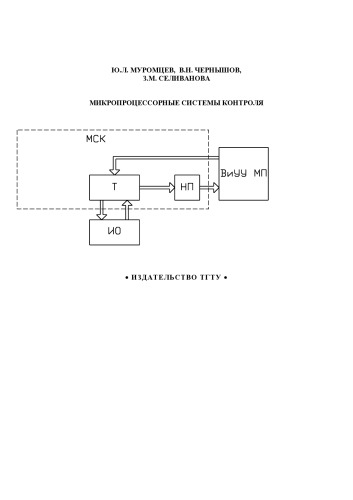 Ю.Л. МУРОМЦЕВ, В.Н. ЧЕРНЫШОВ,
З.М. СЕЛИВАНОВА
МИКРОПРОЦЕССОРНЫЕ СИСТЕМЫ КОНТРОЛЯ
МСК
ВиУУ МП
Т
НП
ИО
• ИЗДАТЕЛЬСТВО ТГТУ •